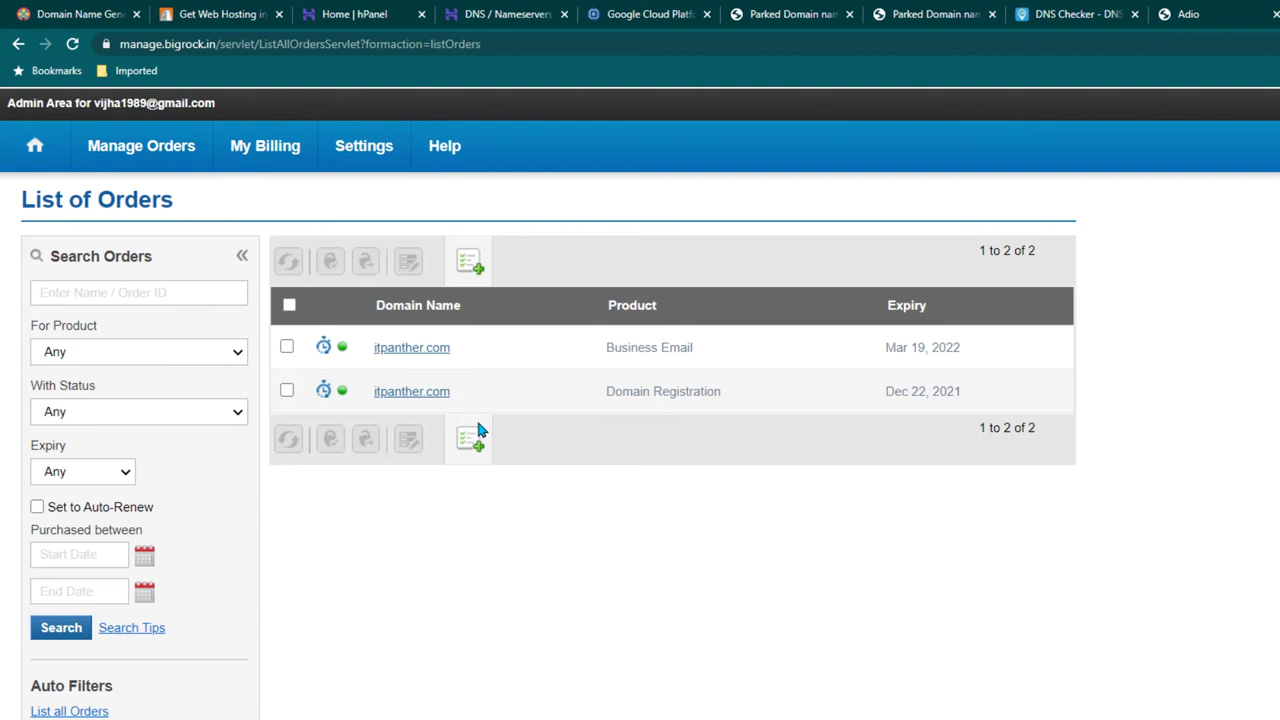 Domain Name Gene
Get Web Hosting in
Home | hPanel
DNS / Nameservers
Google Cloud Platf
Parked Domain nam
Parked Domain nam
DNS Checker - DNS
Adio
manage.bigrock.in/servlet/ListAllOrdersServlet?formaction=listOrders
Bookmarks
Imported
Admin Area for vijha1989@gmail.com
Manage Orders
My Billing
Settings
Help
List of Orders
Search Orders
1 to 2 of 2
Enter Name / Order ID
Domain Name
Product
Expiry
For Product
Any
itpanther.com
Business Email
Mar 19, 2022
With Status
Any
itpanther.com
Domain Registration
Dec 22, 2021
1 to 2 of 2
Expiry
Any
Set to Auto-Renew
Purchased between
Start Date
End Date
Search
Search Tips
Auto Filters
List all Orders